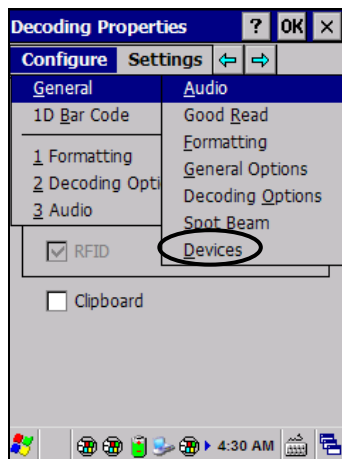 Decoding Properties ? OK ×
Configure Settings
General
1D Bar Code
1 Formatting
2 Decoding Opti
3 Audio
Audio
Good Read
Formatting
General Options
Decoding Options
Spot Beam
Devices
RFID
Clipboard
4:30 AM